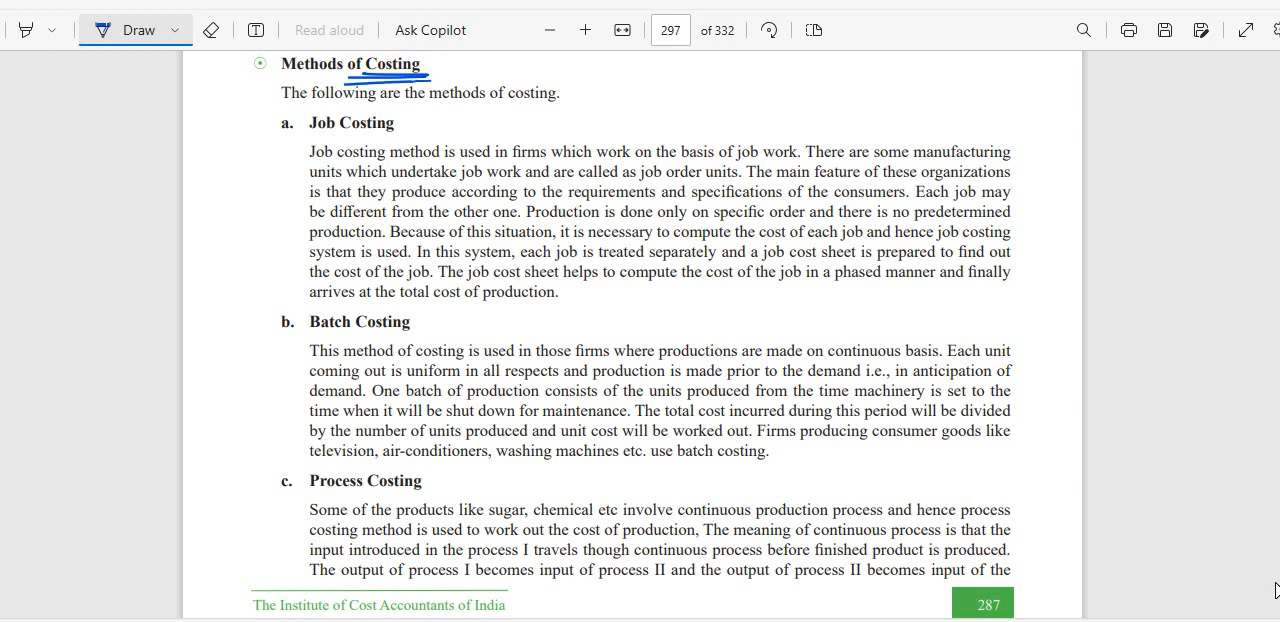 Draw
Read aloud
Ask Copilot
297
of 332
Methods of Costing
The following are the methods of costing.
a. Job Costing
Job costing method is used in firms which work on the basis of job work. There are some manufacturing
units which undertake job work and are called as job order units. The main feature of these organizations
is that they produce according to the requirements and specifications of the consumers. Each job may
be different from the other one. Production is done only on specific order and there is no predetermined
production. Because of this situation, it is necessary to compute the cost of each job and hence job costing
system is used. In this system, each job is treated separately and a job cost sheet is prepared to find out
the cost of the job. The job cost sheet helps to compute the cost of the job in a phased manner and finally
arrives at the total cost of production.
b. Batch Costing
This method of costing is used in those firms where productions are made on continuous basis. Each unit
coming out is uniform in all respects and production is made prior to the demand i.e., in anticipation of
demand. One batch of production consists of the units produced from the time machinery is set to the
time when it will be shut down for maintenance. The total cost incurred during this period will be divided
by the number of units produced and unit cost will be worked out. Firms producing consumer goods like
television, air-conditioners, washing machines etc. use batch costing.
c. Process Costing
Some of the products like sugar, chemical etc involve continuous production process and hence process
costing method is used to work out the cost of production, The meaning of continuous process is that the
input introduced in the process I travels though continuous process before finished product is produced.
The output of process I becomes input of process II and the output of process II becomes input of the
The Institute of Cost Accountants of India
287